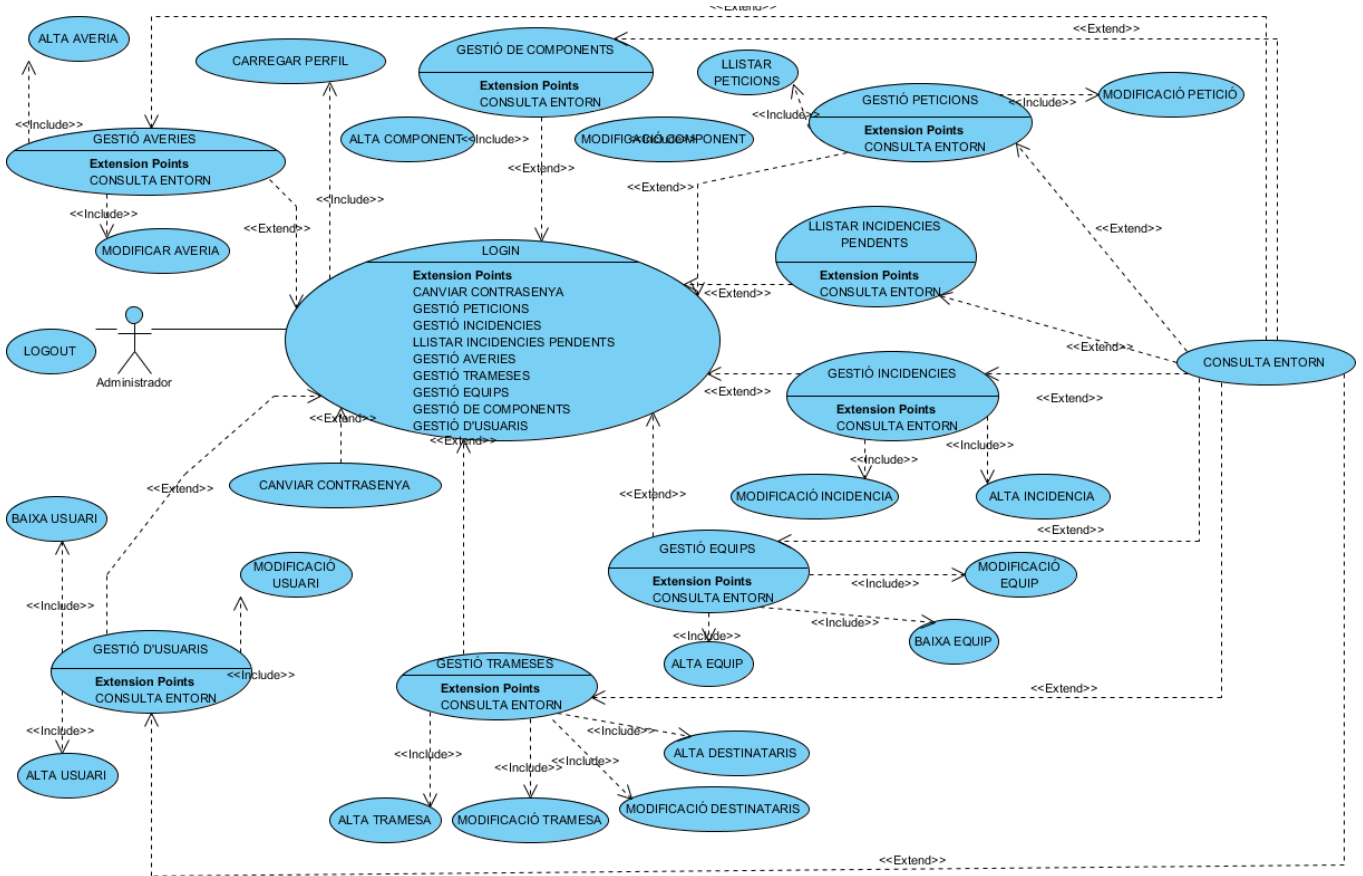 <<Extend>>
<<Extend>>
ALTA AVERIA
CARREGAR PERFIL
GESTIÓ DE COMPONENTS
Extension Points
CONSULTA ENTORN
LLISTAR
PETICIONS
GESTIÓ PETICIONS
Extension Points
CONSULTA ENTORN
<<Include>>
MODIFICACIÓ PETICIÓ
<<Include>>
<<Include>>
GESTIÓ AVERIES
Extension Points
CONSULTA ENTORN
ALTA COMPONENT
<<Include>>
MODIFICACIÓ COMPONENT
<<Include>>
<<Extend>>
<<Extend>>
<<Include>>
<<Include>>
<<Extend>>
<<Extend>>
MODIFICAR AVERIA
LLISTAR INCIDENCIES
PENDENTS
Extension Points
CONSULTA ENTORN
LOGIN
Extension Points
CANVIAR CONTRASENYA
GESTIÓ PETICIONS
GESTIÓ INCIDENCIES
LLISTAR INCIDENCIES PENDENTS
GESTIÓ AVERIES
GESTIÓ TRAMESES
GESTIÓ EQUIPS
GESTIÓ DE COMPONENTS
GESTIÓ D'USUARIS
<<Extend>>
<<Extend>>
LOGOUT
Administrador
CONSULTA ENTORN
GESTIÓ INCIDENCIES
Extension Points
CONSULTA ENTORN
<<Extend>>
<<Extend>>
<<Extend>>
<<Extend>>
<<Include>>
<<Include>>
CANVIAR CONTRASENYA
<<Extend>>
MODIFICACIÓ INCIDENCIA
ALTA INCIDENCIA
<<Extend>>
BAIXA USUARI
<<Extend>>
GESTIÓ EQUIPS
Extension Points
CONSULTA ENTORN
MODIFICACIÓ
USUARI
MODIFICACIÓ
EQUIP
<<Include>>
<<Include>>
<<Include>>
<<Include>>
BAIXA EQUIP
GESTIÓ D'USUARIS
Extension Points
CONSULTA ENTORN
<<Include>>
GESTIÓ TRAMESES
Extension Points
CONSULTA ENTORN
ALTA EQUIP
<<Extend>>
<<Include>>
<<Include>>
<<Include>>
<<Include>>
<<Include>>
ALTA DESTINATARIS
ALTA USUARI
ALTA TRAMESA
MODIFICACIÓ TRAMESA
MODIFICACIÓ DESTINATARIS
<<Extend>>